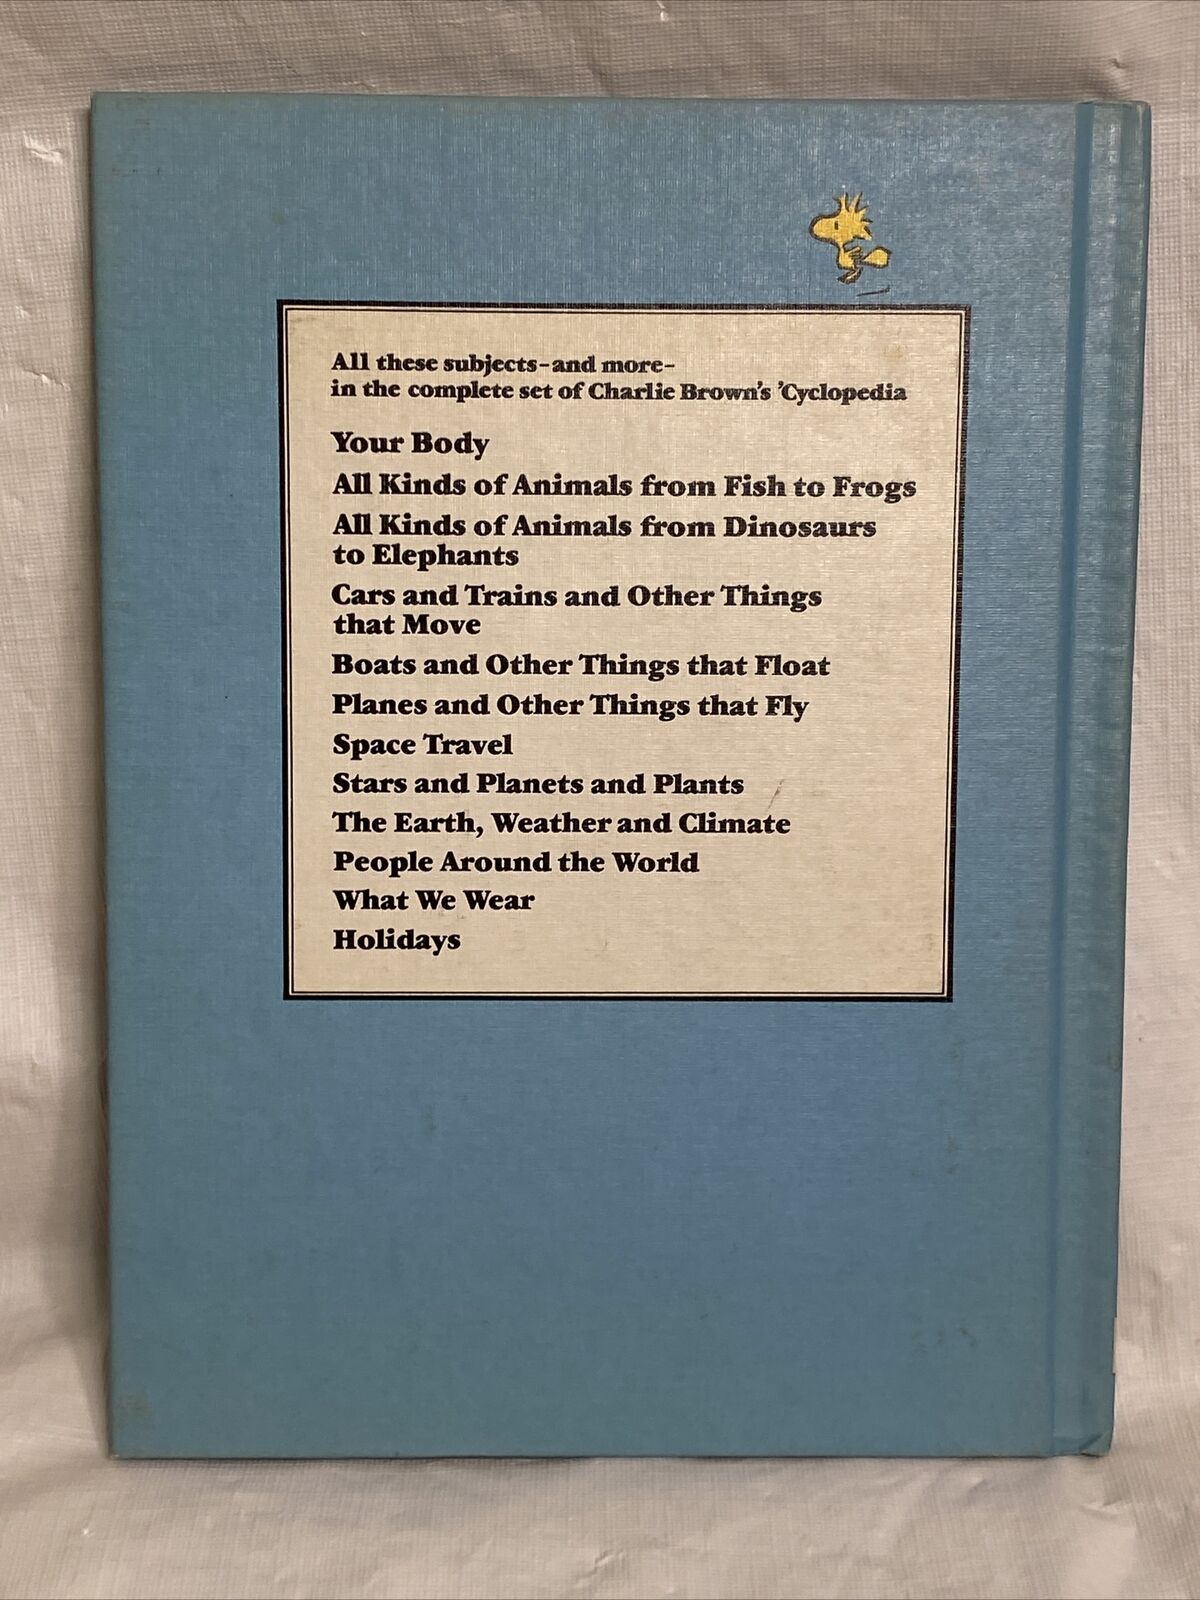 All these subjects-and more-
in the complete set of Charlie Brown's 'Cyclopedia
Your Body
All Kinds of Animals from Fish to Frogs
All Kinds of Animals from Dinosaurs
to Elephants
Cars and Trains and Other Things
that Move
Boats and Other Things that Float
Planes and Other Things that Fly
Space Travel
Stars and Planets and Plants
The Earth, Weather and Climate
People Around the World
What We Wear
Holidays